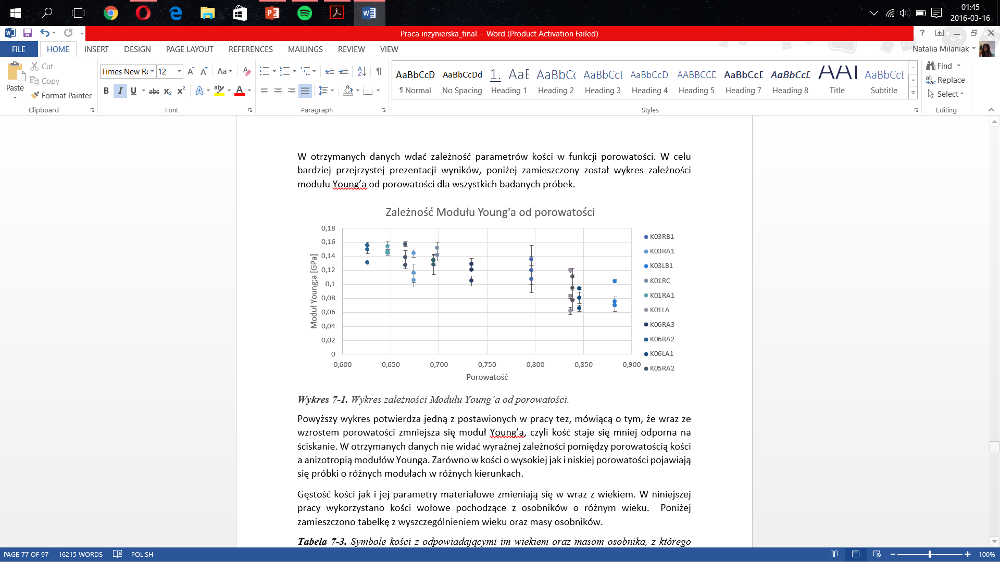 01:45
2016-03-16
Praca inzynierska_final - Word (Product Activation Failed)
FILE HOME INSERT DESIGN PAGE LAYOUT REFERENCES MAILINGS REVIEW VIEW
Natalia Milaniak
Paste
Cut
Copy
Format Painter
Clipboard
Times New Rc 12
Font
Paragraph
AaBbCcD AaBbCcDd 1. AaE AaBbCc AaBbCcI AaBbCcDc AABBCCD AaBbCcI AaBbCcL AAI AaBbCcI
¶ Normal No Spacing Heading 1 Heading 2 Heading 3 Heading 4 Heading 5 Heading 7 Heading 8 Title Subtitle
Styles
Find
Replace
Select
Editing
W otrzymanych danych wdać zależność parametrów kości w funkcji porowatości. W celu
bardziej przejrzystej prezentacji wyników, poniżej zamieszczony został wykres zależności
modułu Young’a od porowatości dla wszystkich badanych próbek.
Zależność Modułu Young'a od porowatości
Moduł Young;a [GPa]
0,18
0,16
0,14
0,12
0,1
0,08
0,06
0,04
0,02
0
0,600 0,650 0,700 0,750 0,800 0,850 0,900
Porowatość
K03RB1
K03RA1
K03LB1
K01RC
K01RA1
K01LA
K06RA3
K06RA2
K06LA1
K05RA2
Wykres 7-1. Wykres zależności Modułu Young’a od porowatości.
Powyższy wykres potwierdza jedną z postawionych w pracy tez, mówiącą o tym, że wraz ze
wzrostem porowatości zmniejsza się moduł Young’a, czyli kość staje się mniej odporna na
ściskanie. W otrzymanych danych nie widać wyraźnej zależności pomiędzy porowatością kości
a anizotropią modułów Younga. Zarówno w kości o wysokiej jak i niskiej porowatości pojawiają
się próbki o różnych modułach w różnych kierunkach.
Gęstość kości jak i jej parametry materiałowe zmieniają się w wraz z wiekiem. W niniejszej
pracy wykorzystano kości wołowe pochodzące z osobników o różnym wieku. Poniżej
zamieszczono tabelkę z wyszczególnieniem wieku oraz masy osobników.
Tabela 7-3. Symbole kości z odpowiadającymi im wiekiem oraz masom osobnika, z którego
PAGE 77 OF 97 16215 WORDS POLISH 100%